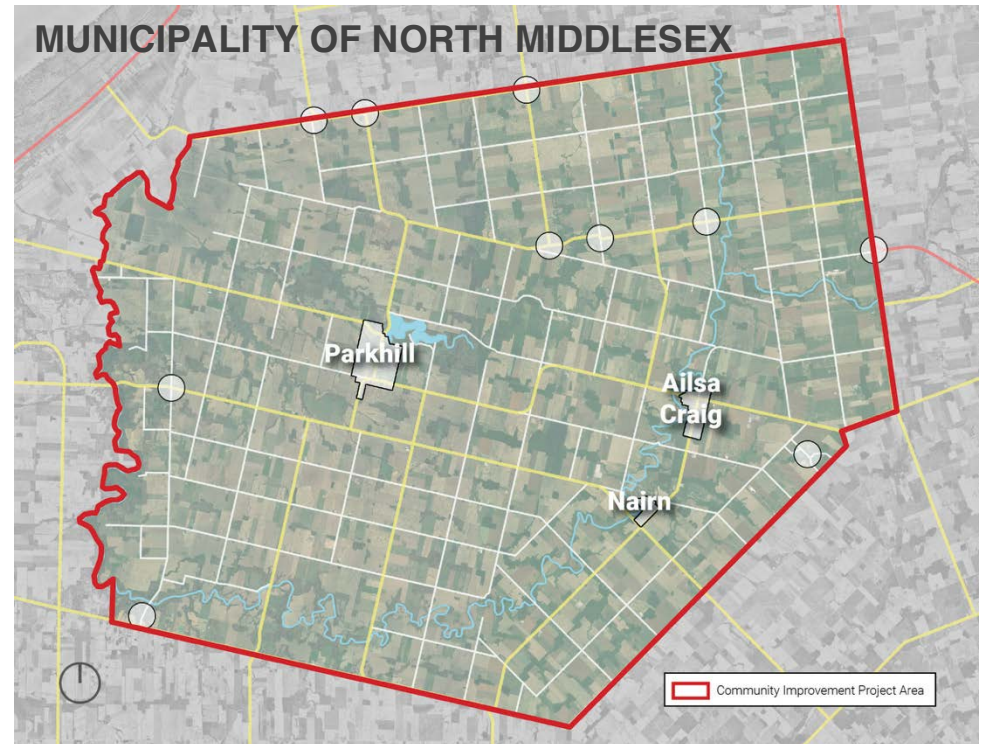 MUNICIPALITY OF NORTH MIDDLESEX
Parkhill
Ailsa
Craig
Nairn
Community Improvement Project Area